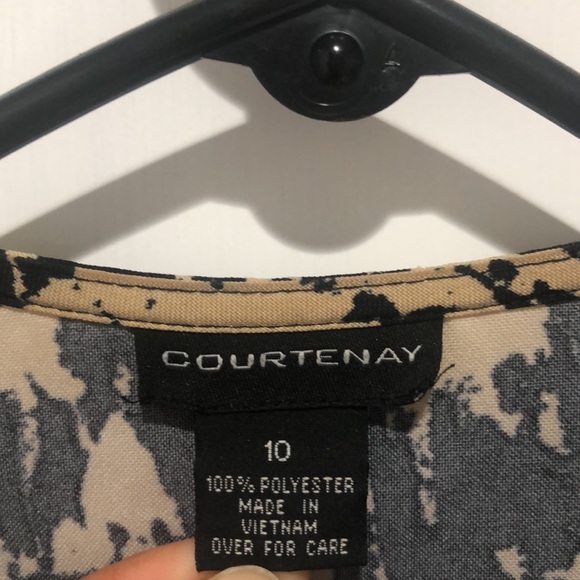 COURTENAY
10
100% POLYESTER
MADE IN
VIETNAM
OVER FOR CARE